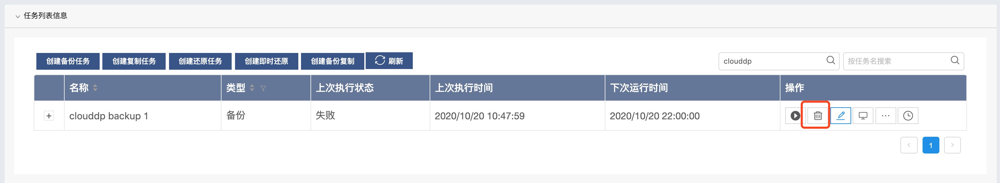 任务列表信息
创建备份任务 创建复制任务 创建还原任务 创建即时还原 创建备份复制 刷新 clouddp 按任务名搜索
名称 类型 上次执行状态 上次执行时间 下次运行时间 操作
clouddp backup 1 备份 失败 2020/10/20 10:47:59 2020/10/20 22:00:00
1